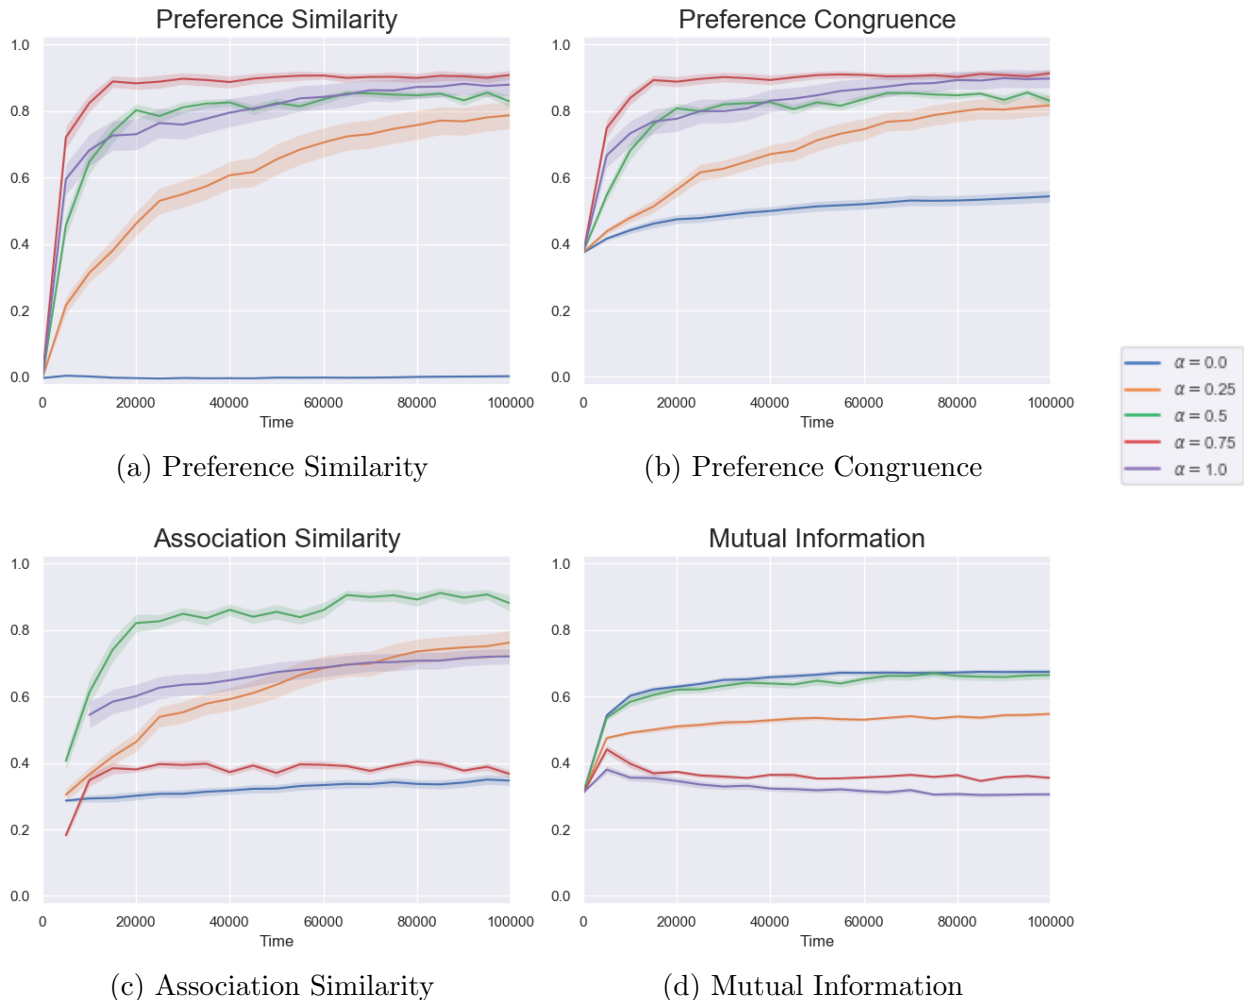 Preference Similarity
1.0
0.8
0.6
0.4
0.2
0.0
0 20000 40000 60000 80000 100000
Time
(a) Preference Similarity
Preference Congruence
1.0
0.8
0.6
0.4
0.2
0.0
0 20000 40000 60000 80000 100000
Time
(b) Preference Congruence
α = 0.0
α = 0.25
α = 0.5
α = 0.75
α = 1.0
Association Similarity
1.0
0.8
0.6
0.4
0.2
0.0
0 20000 40000 60000 80000 100000
Time
(c) Association Similarity
Mutual Information
1.0
0.8
0.6
0.4
0.2
0.0
0 20000 40000 60000 80000 100000
Time
(d) Mutual Information